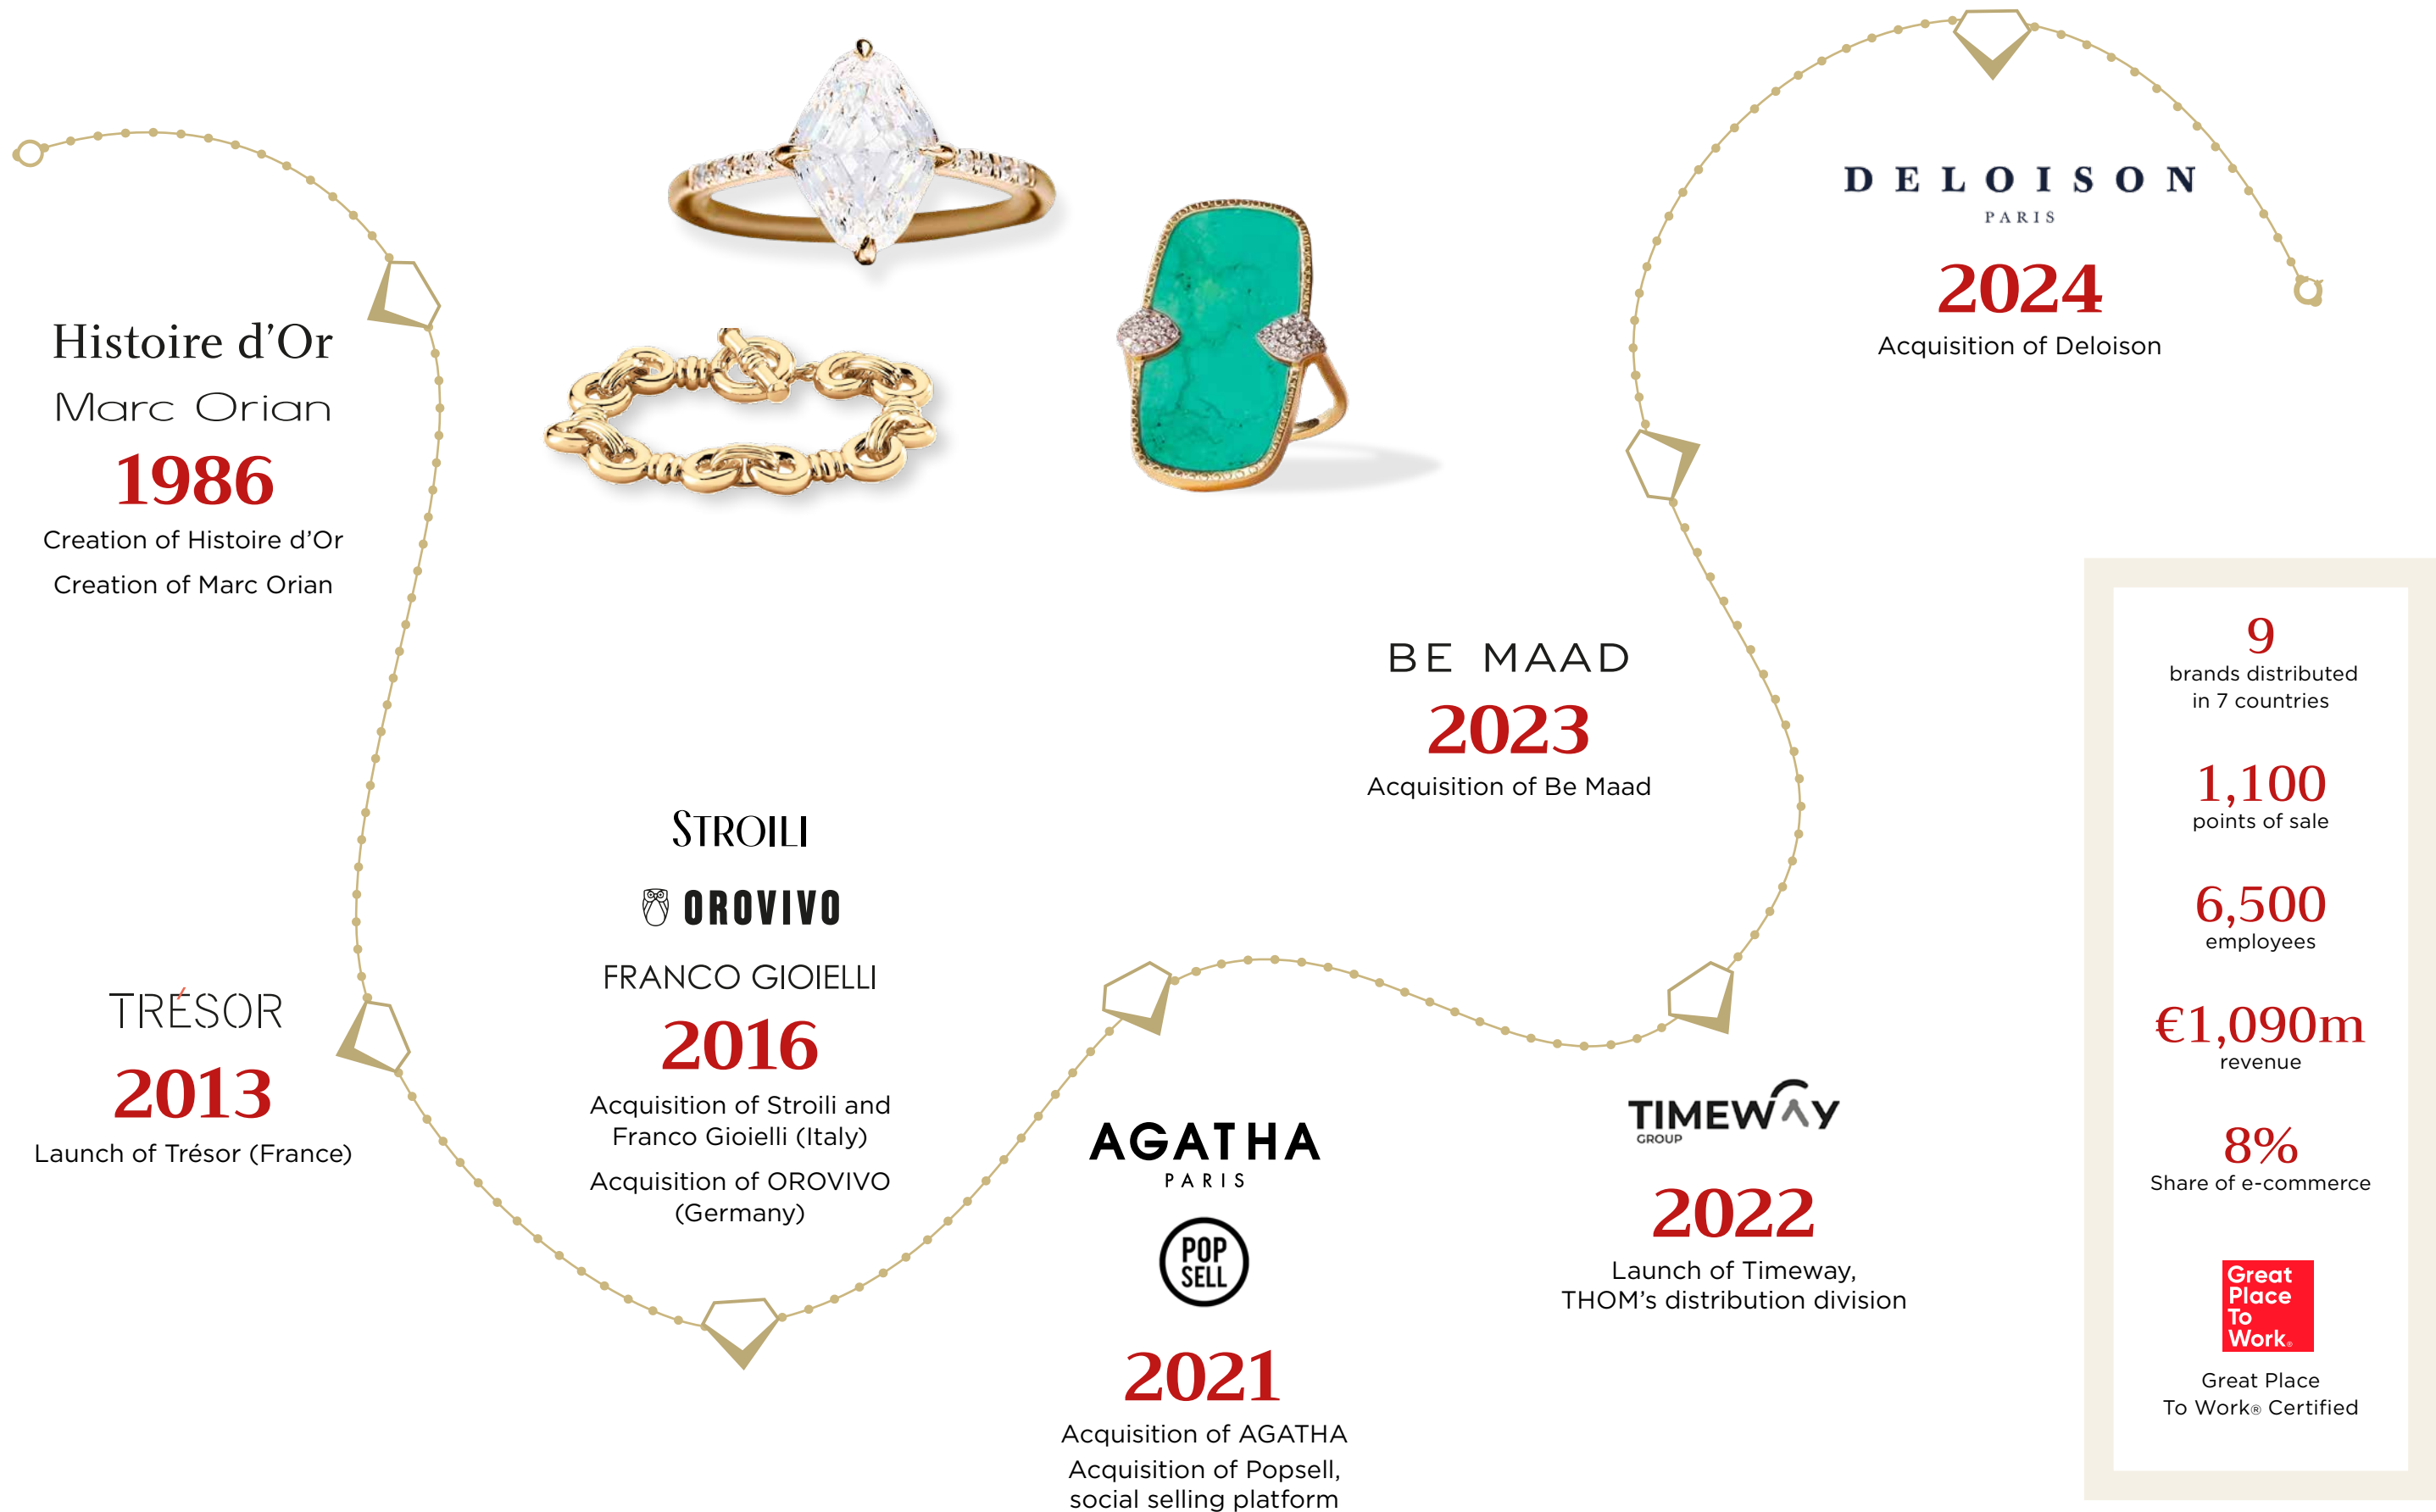 Histoire d’Or
Marc Orian
1986
Creation of Histoire d’Or
Creation of Marc Orian
TRÉSOR
2013
Launch of Trésor (France)
STROILI
OROVIVO
FRANCO GIOIELLI
2016
Acquisition of Stroili and
Franco Gioielli (Italy)
Acquisition of OROVIVO
(Germany)
AGATHA
PARIS
POP
SELL
2021
Acquisition of AGATHA
Acquisition of Popsell,
social selling platform
TIMEWAY
GROUP
2022
Launch of Timeway,
THOM’s distribution division
BE MAAD
2023
Acquisition of Be Maad
DELOISON
PARIS
2024
Acquisition of Deloison
9
brands distributed
in 7 countries
1,100
points of sale
6,500
employees
€1,090m
revenue
8%
Share of e-commerce
Great
Place
To
Work®
Great Place
To Work® Certified